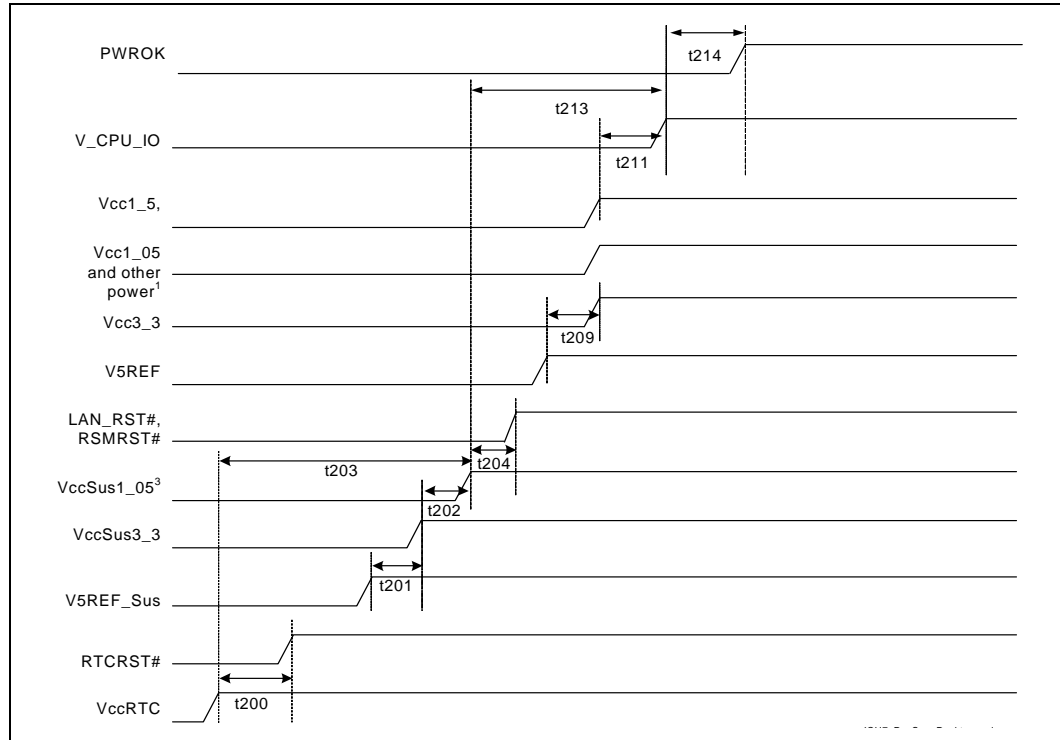 PWROK
t214
t213
V_CPU_IO
t211
Vcc1_5,
Vcc1_05
and other
power¹
Vcc3_3
t209
V5REF
LAN_RST#,
RSMRST#
t203
t204
VccSus1_05³
t202
VccSus3_3
t201
V5REF_Sus
RTCRST#
t200
VccRTC